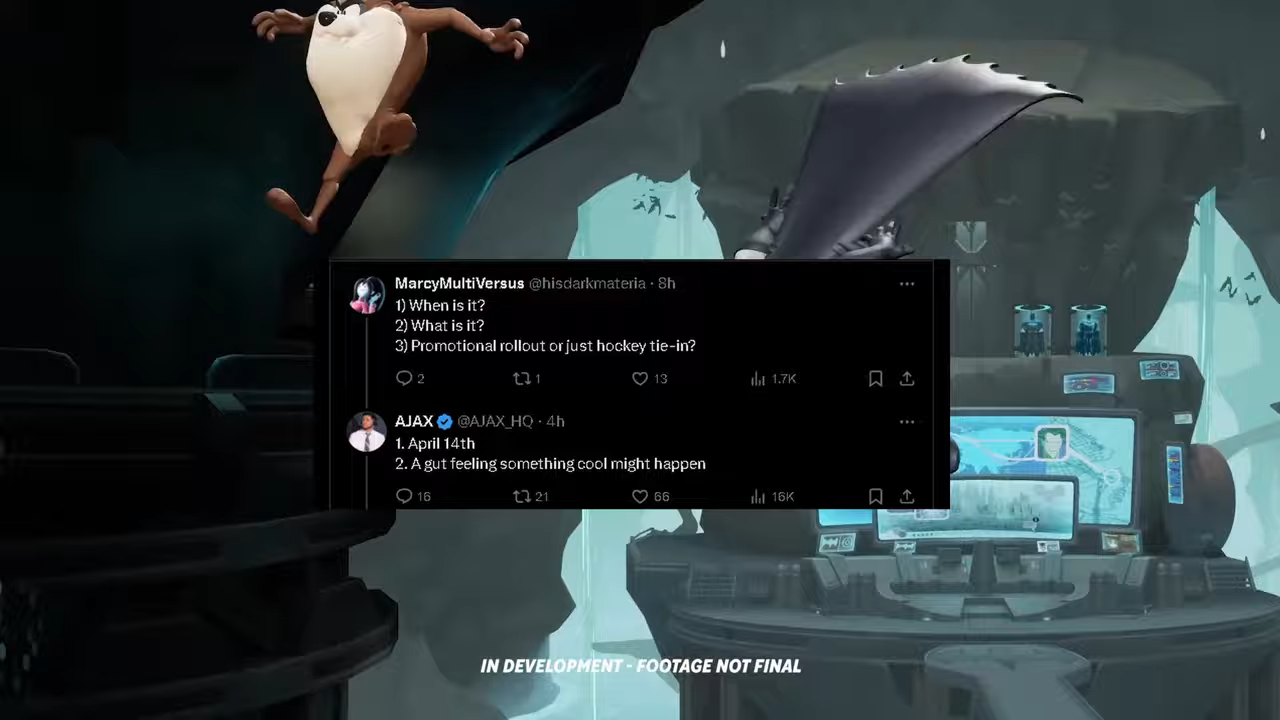 MarcyMultiVersus @hisdarkmateria · 8h
1) When is it?
2) What is it?
3) Promotional rollout or just hockey tie-in?
2 1 13 1.7K
AJAX @AJAX_HQ · 4h
1. April 14th
2. A gut feeling something cool might happen
16 21 66 16K
IN DEVELOPMENT - FOOTAGE NOT FINAL